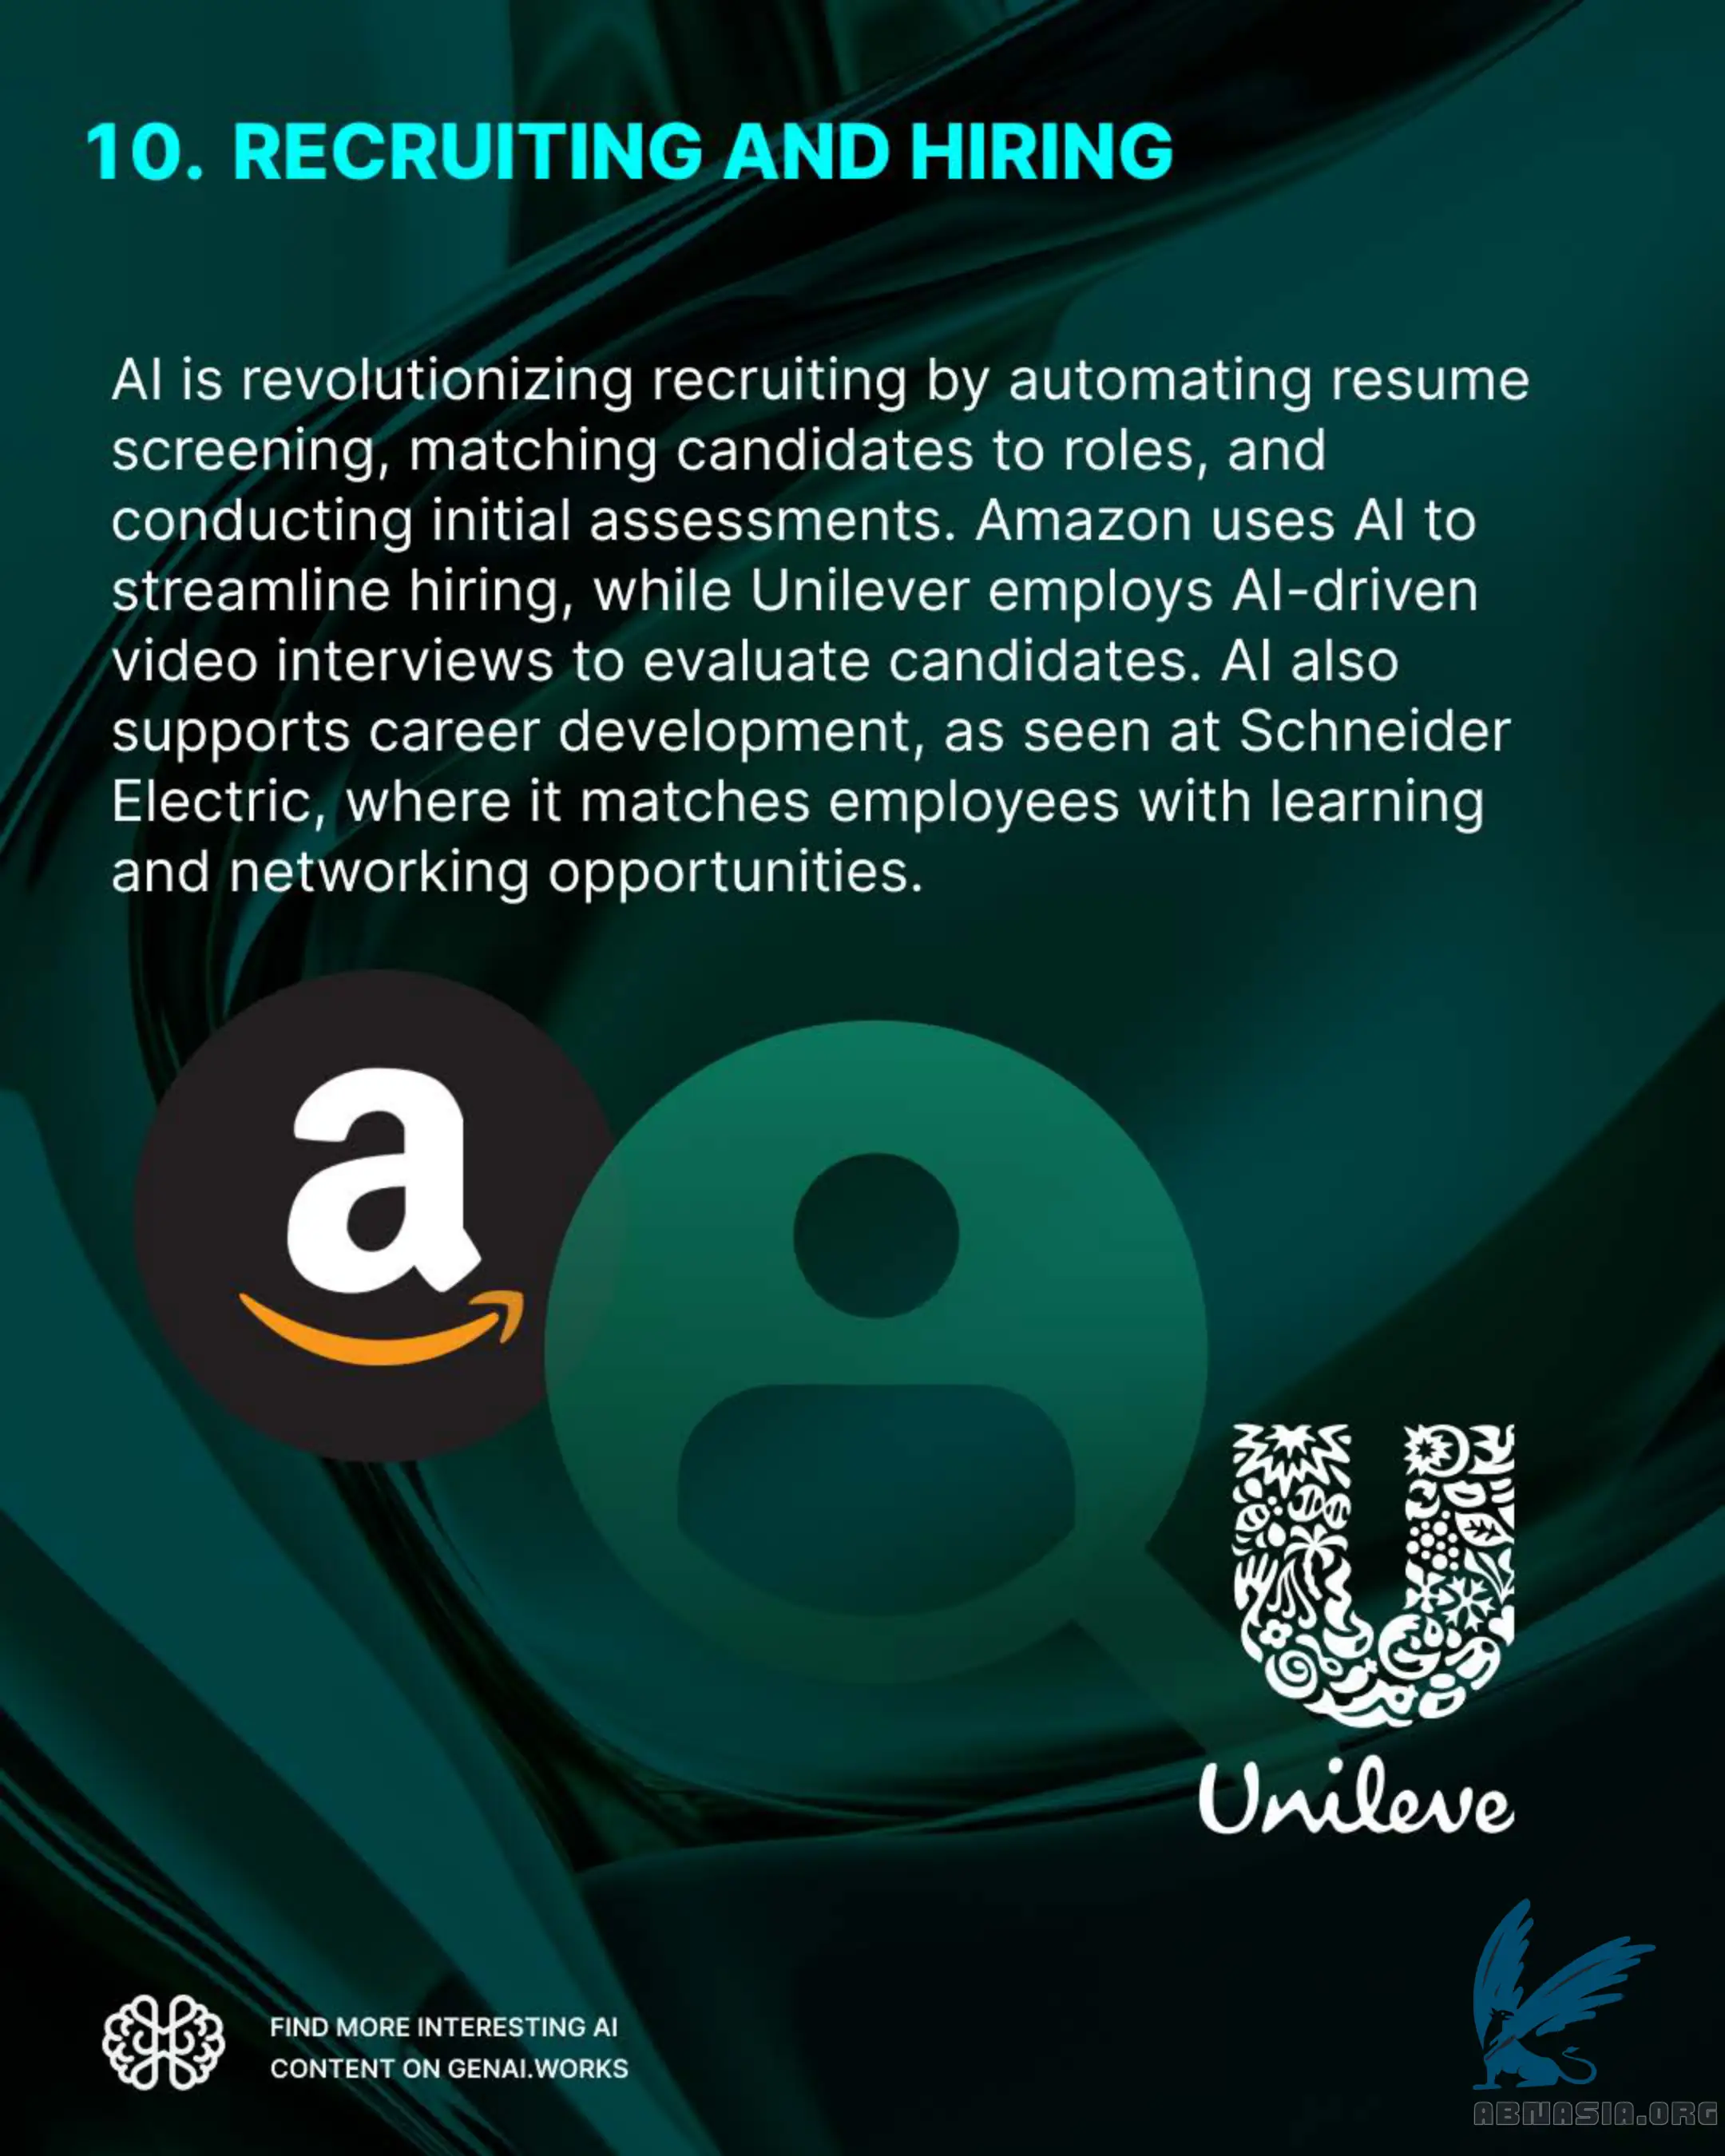 10. RECRUITING AND HIRING
AI is revolutionizing recruiting by automating resume
screening, matching candidates to roles, and
conducting initial assessments. Amazon uses AI to
streamline hiring, while Unilever employs AI-driven
video interviews to evaluate candidates. AI also
supports career development, as seen at Schneider
Electric, where it matches employees with learning
and networking opportunities.
a
Unileve
FIND MORE INTERESTING AI
CONTENT ON GENAI.WORKS
ABNASIA.ORG